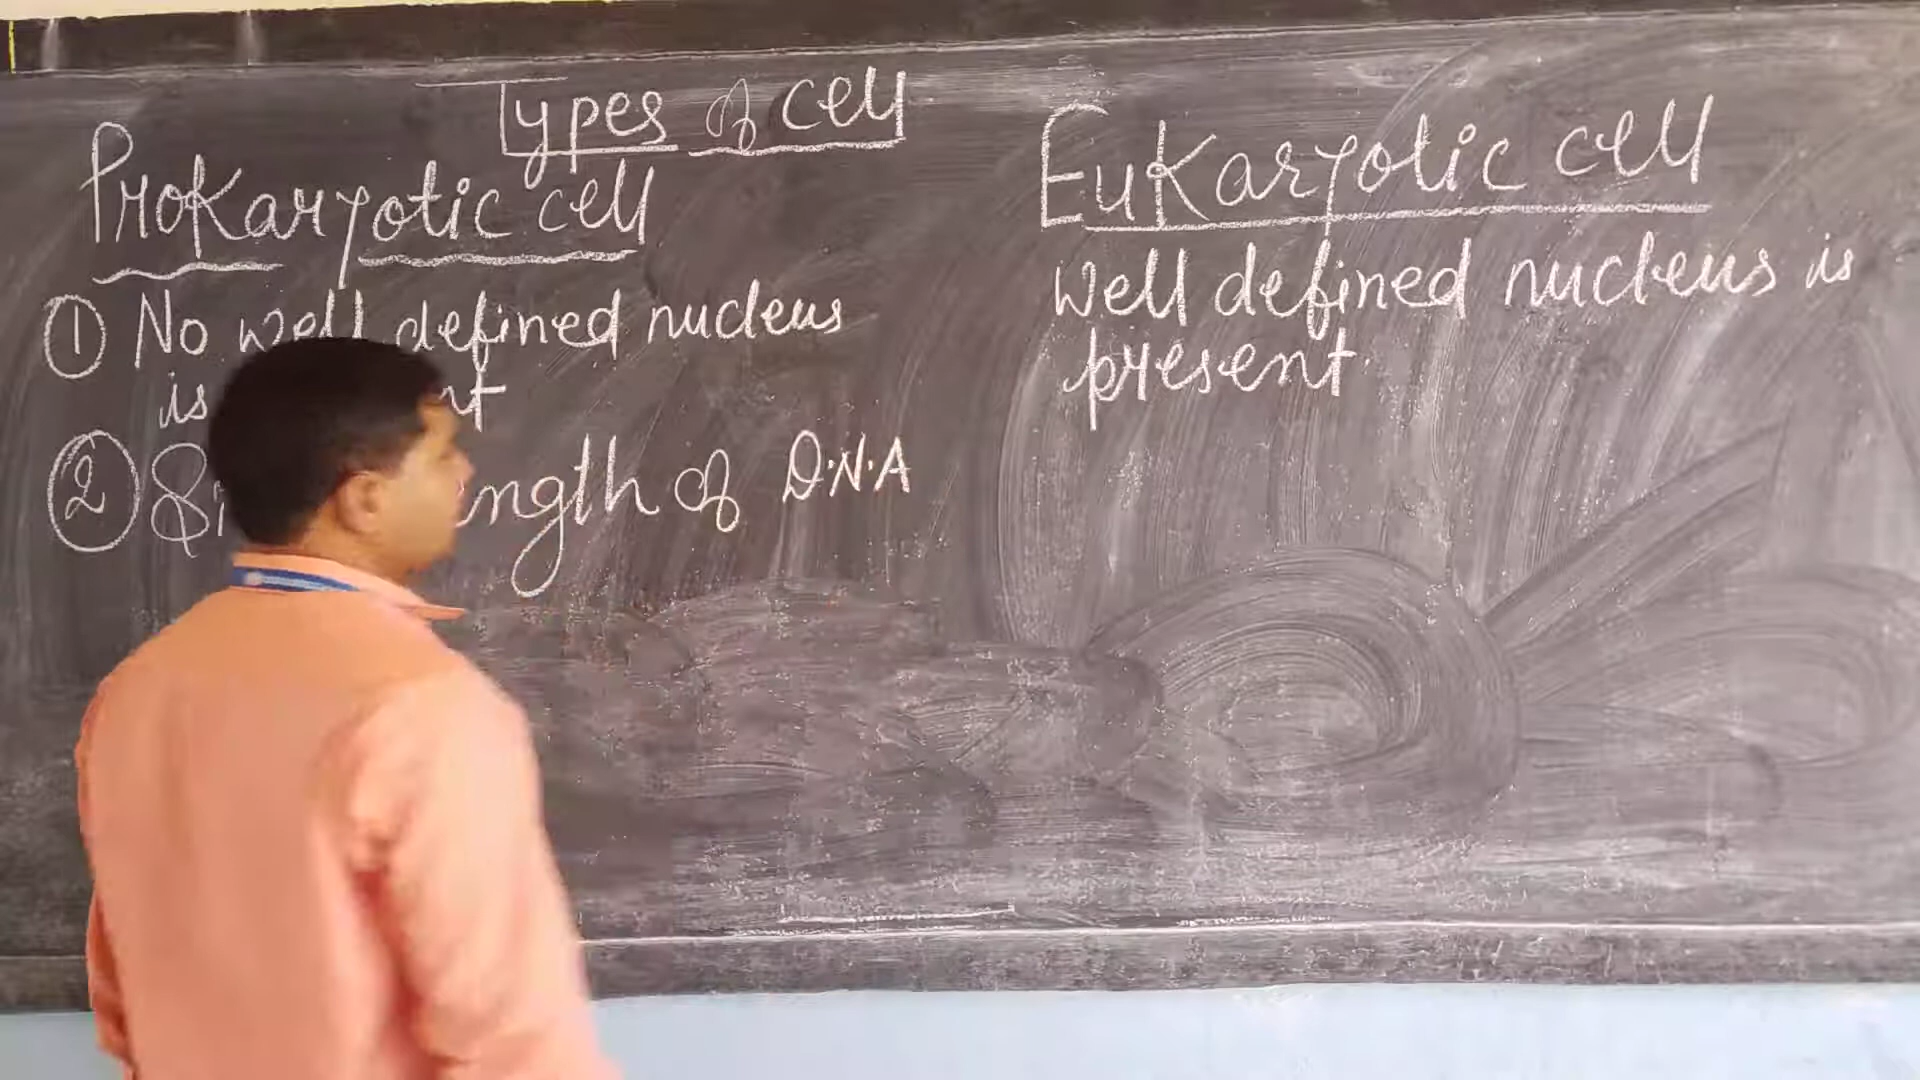 Types of cell
Prokaryotic cell
① No well defined nucleus
is
② of D.N.A
Eukaryotic cell
well defined nucleus is
present.